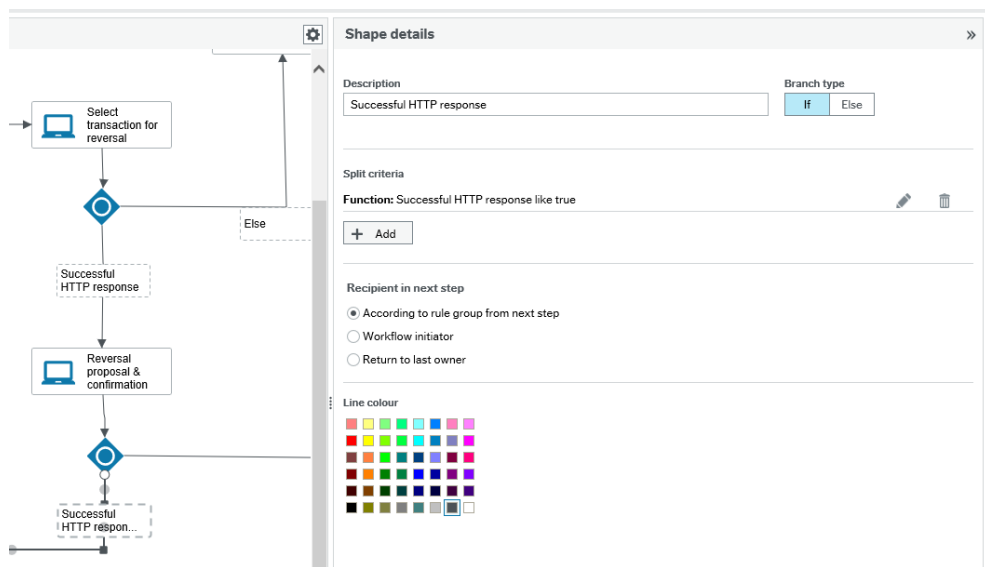 Select
transaction for
reversal
Else
Successful
HTTP response
Reversal
proposal &
confirmation
Successful
HTTP respon...
Shape details
Description
Branch type
Successful HTTP response
If
Else
Split criteria
Function: Successful HTTP response like true
+ Add
Recipient in next step
According to rule group from next step
Workflow initiator
Return to last owner
Line colour